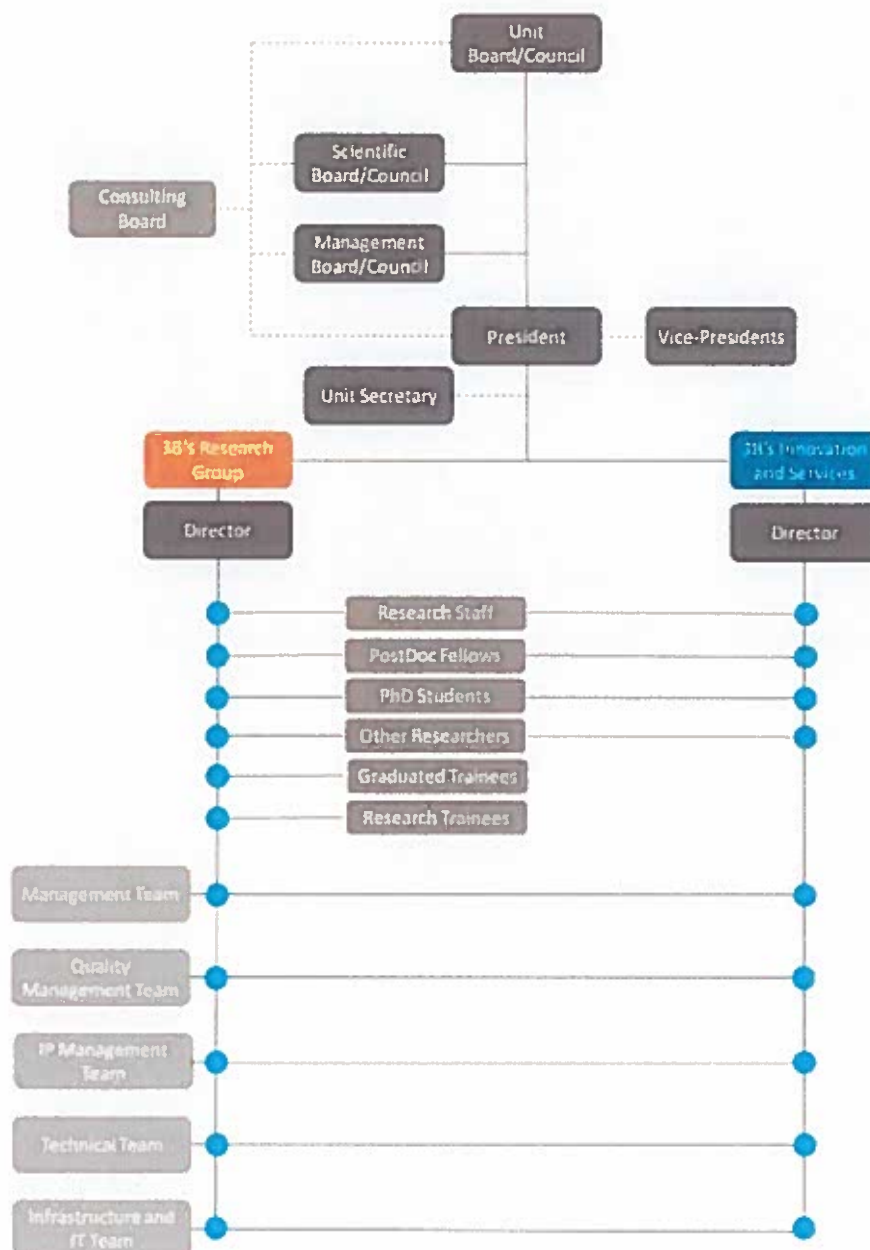 Unit
Board/Council
Scientific
Board/Council
Consulting
Board
Management
Board/Council
President
Vice-Presidents
Unit Secretary
3B's Research
Group
3B's Innovation
and Services
Director
Director
Research Staff
PostDoc Fellows
PhD Students
Other Researchers
Graduated Trainees
Research Trainees
Management Team
Quality
Management Team
IP Management
Team
Technical Team
Infrastructure and
IT Team